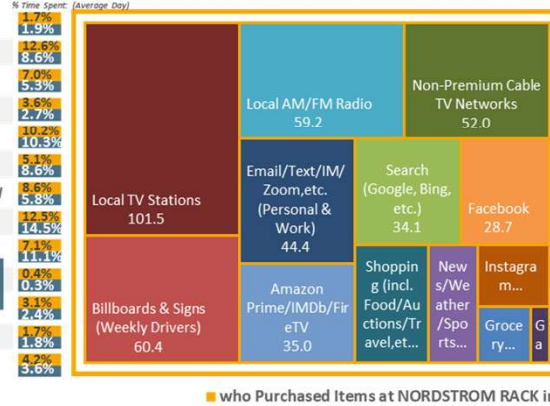 % Time Spent: (Average Day)
1.7%
1.9%
12.6%
8.6%
7.0%
5.3%
3.6%
2.7%
10.2%
10.3%
5.1%
8.6%
8.6%
5.8%
12.5%
14.5%
7.1%
11.1%
0.4%
0.3%
3.1%
2.4%
1.7%
1.8%
4.2%
3.6%
Local TV Stations
101.5
Billboards & Signs
(Weekly Drivers)
60.4
Local AM/FM Radio
59.2
Non-Premium Cable
TV Networks
52.0
Email/Text/IM/
Zoom,etc.
(Personal &
Work)
44.4
Amazon
Prime/IMDb/Fir
eTV
35.0
Search
(Google, Bing,
etc.)
34.1
Facebook
28.7
Shoppin
g (incl.
Food/Au
ctions/Tr
avel,et...
New
s/We
ather
/Spo
rts...
Instagra
m...
Groce
ry...
G
a
who Purchased Items at NORDSTROM RACK i